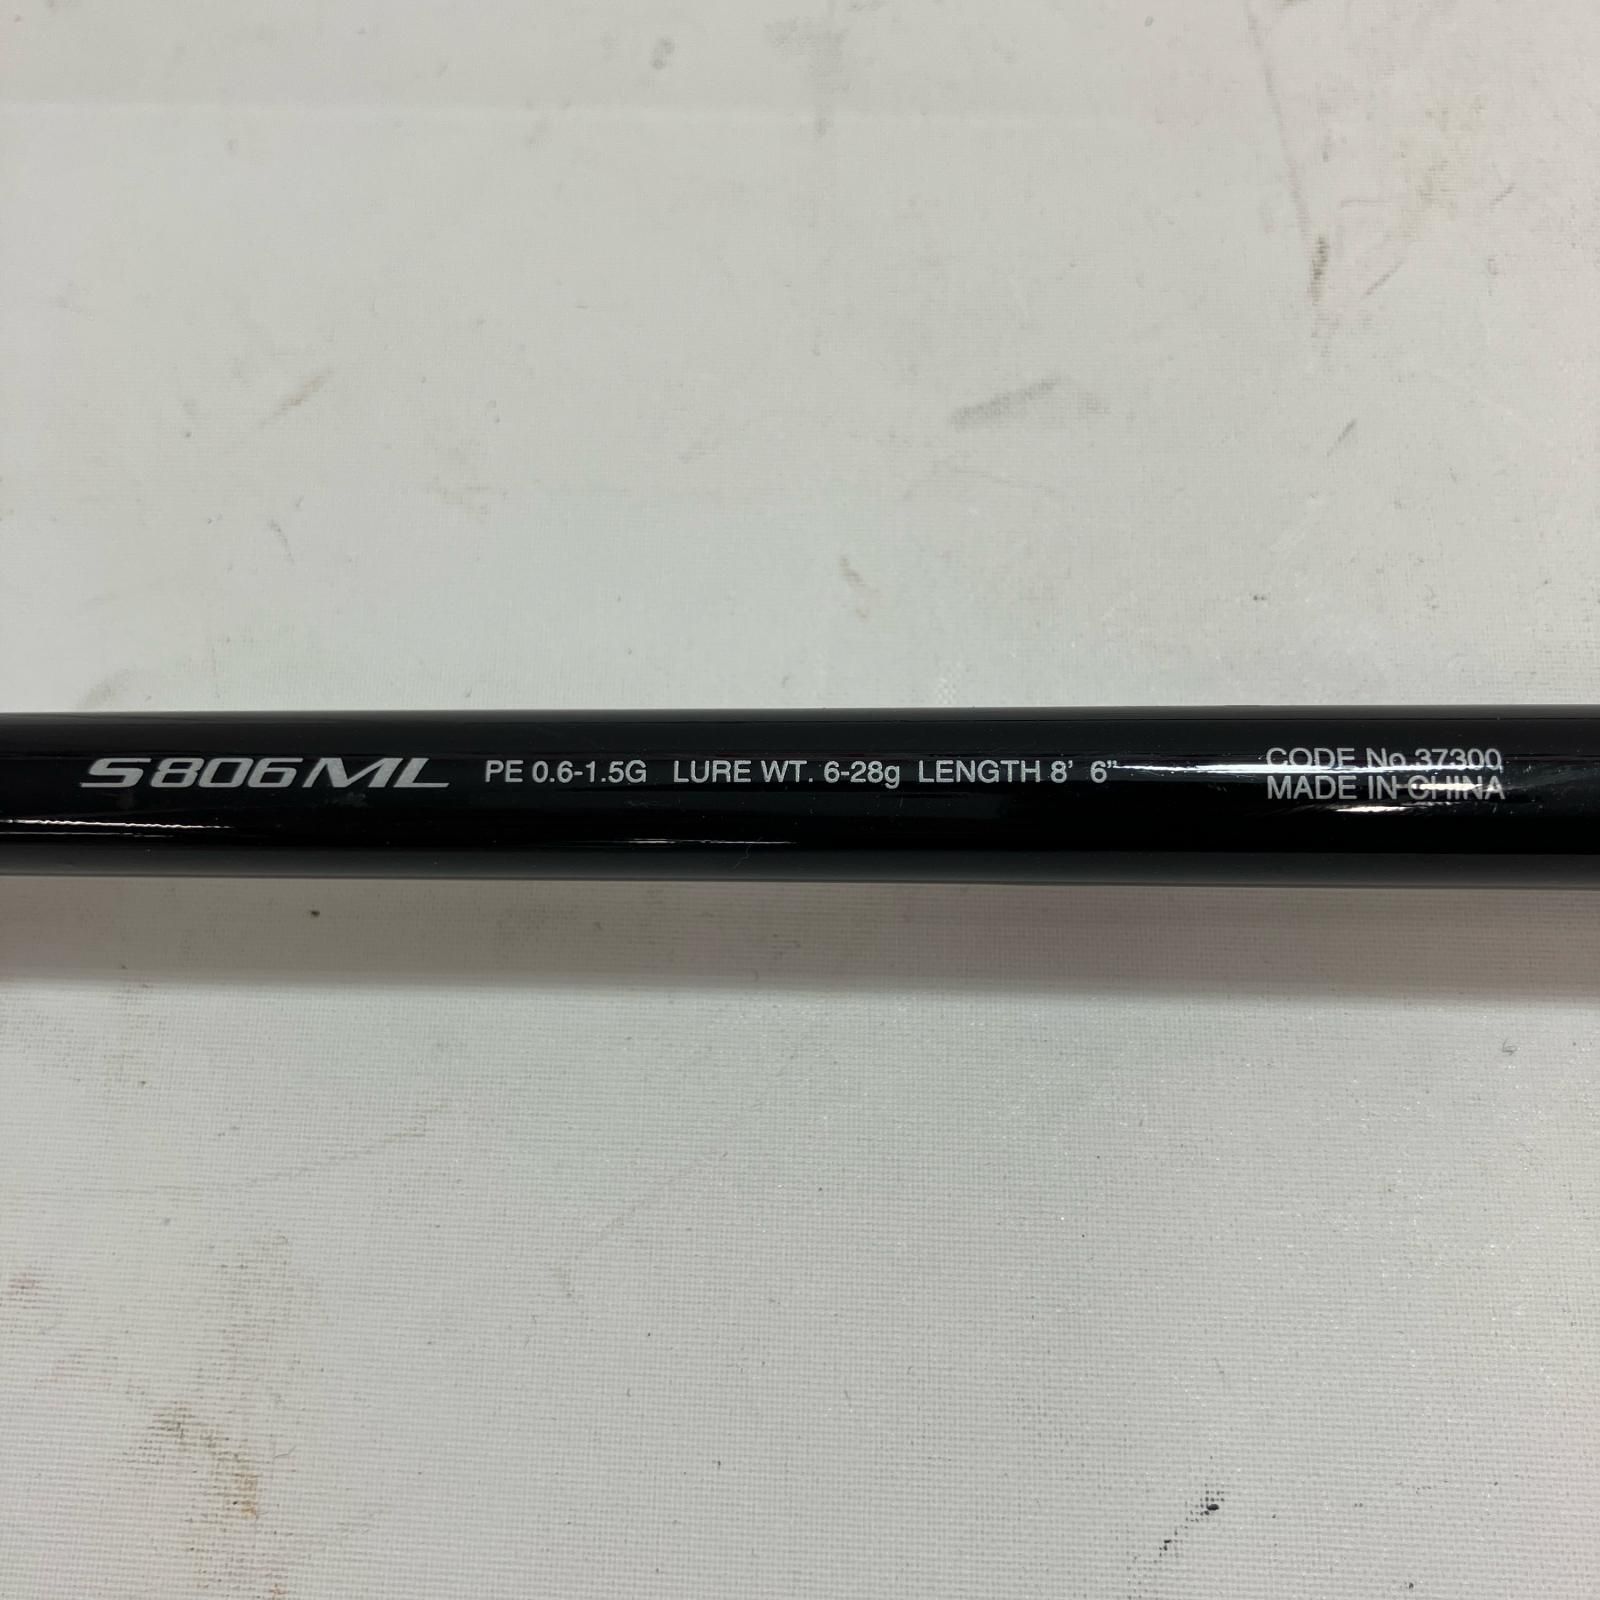 S806ML PE 0.6-1.5G LURE WT. 6-28g LENGTH 8' 6"
CODE No.37300
MADE IN CHINA